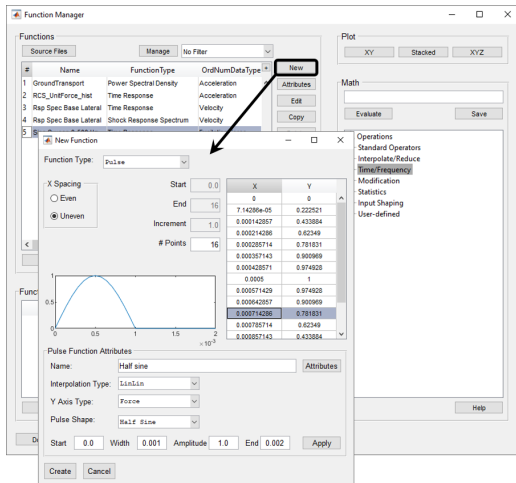 Function Manager
Functions
Source Files
Manage
No Filter
# Name FunctionType OrdNumDataType
1 GroundTransport Power Spectral Density Acceleration
2 RCS_UnitForce_hist Time Response Acceleration
3 Rsp Spec Base Lateral Time Response Velocity
4 Rsp Spec Base Lateral Shock Response Spectrum Velocity
5
New
Attributes
Edit
Copy
Plot
XY
Stacked
XYZ
Math
Evaluate
Save
Operations
Standard Operators
Interpolate/Reduce
Time/Frequency
Modification
Statistics
Input Shaping
User-defined
Help
New Function
Function Type: Pulse
X Spacing
Even
Uneven
Start 0.0
End 16
Increment 1.0
# Points 16
X Y
0 0
7.14286e-05 0.222521
0.000142857 0.433884
0.000214286 0.62349
0.000285714 0.781831
0.000357143 0.900969
0.000428571 0.974928
0.0005 1
0.000571429 0.974928
0.000642857 0.900969
0.000714286 0.781831
0.000785714 0.62349
0.000857143 0.433884
1
0.5
0
0 0.5 1 1.5 2
×10-3
Pulse Function Attributes
Name: Half sine Attributes
Interpolation Type: LinLin
Y Axis Type: Force
Pulse Shape: Half Sine
Start 0.0 Width 0.001 Amplitude 1.0 End 0.002 Apply
Create Cancel